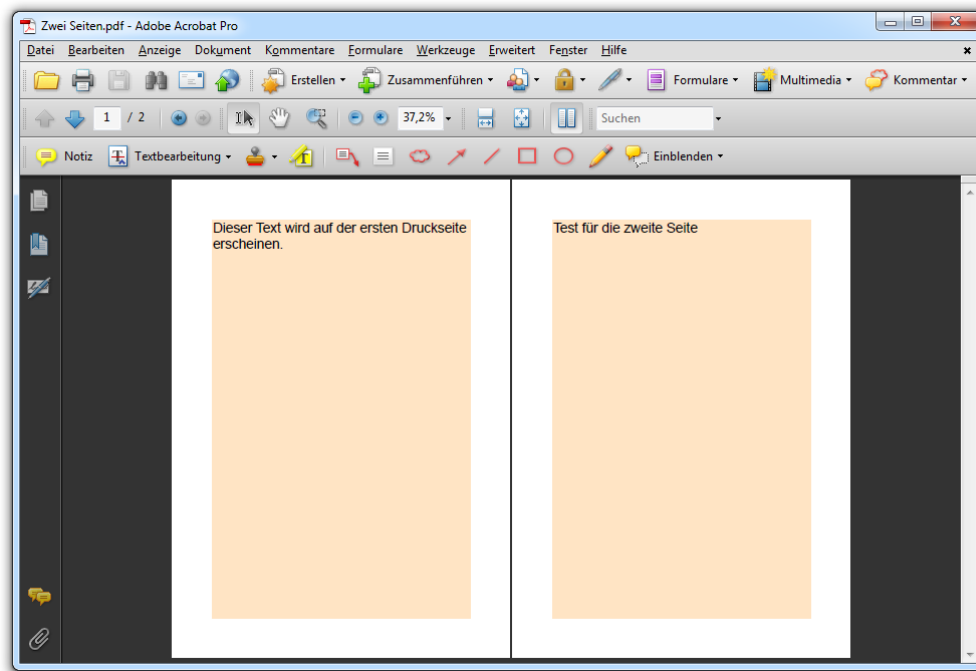 Zwei Seiten.pdf - Adobe Acrobat Pro
Datei Bearbeiten Anzeige Dokument Kommentare Formulare Werkzeuge Erweitert Fenster Hilfe
Erstellen Zusammenführen Formulare Multimedia Kommentar
1 / 2 37,2% Suchen
Notiz Textbearbeitung Einblenden
Dieser Text wird auf der ersten Druckseite
erscheinen.
Test für die zweite Seite